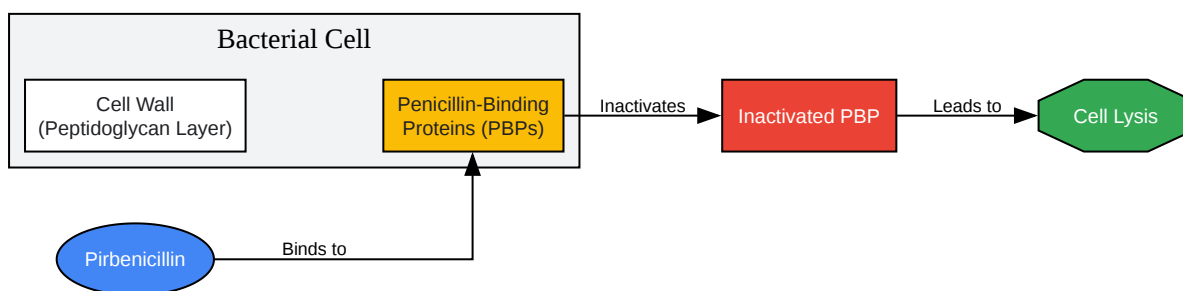 Bacterial Cell
Cell Wall
(Peptidoglycan Layer)
Penicillin-Binding
Proteins (PBPs)
Inactivates
Inactivated PBP
Leads to
Cell Lysis
Pirbenicillin
Binds to